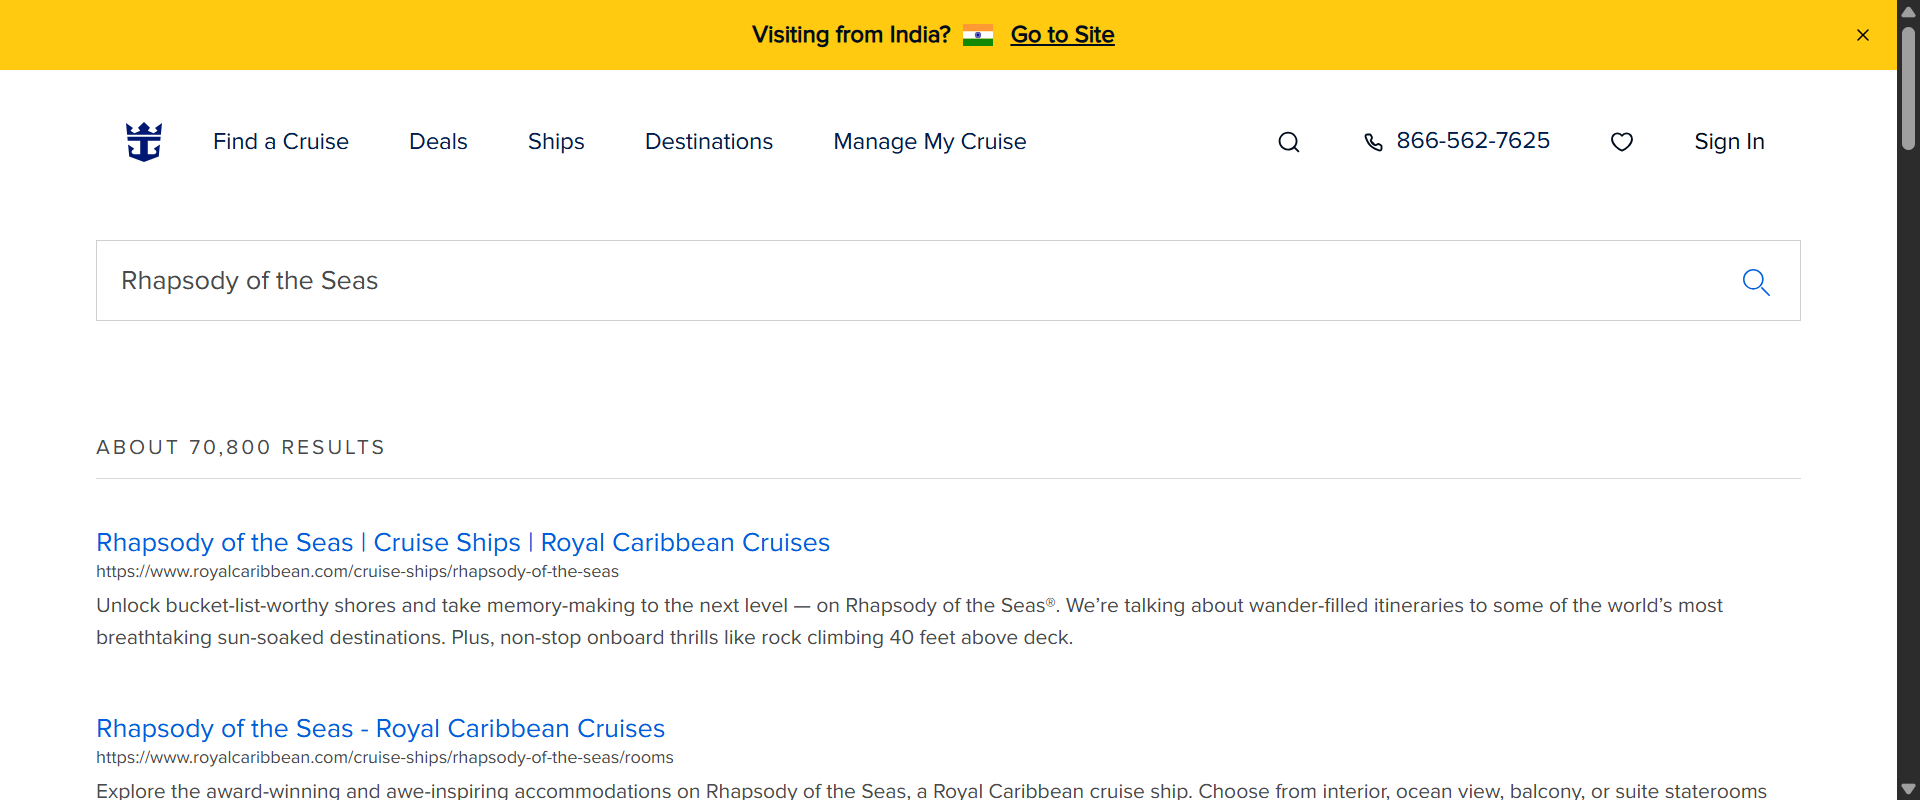 Visiting from India? Go to Site
Find a Cruise Deals Ships Destinations Manage My Cruise 866-562-7625 Sign In
Rhapsody of the Seas
ABOUT 70,800 RESULTS
Rhapsody of the Seas | Cruise Ships | Royal Caribbean Cruises
https://www.royalcaribbean.com/cruise-ships/rhapsody-of-the-seas
Unlock bucket-list-worthy shores and take memory-making to the next level — on Rhapsody of the Seas®. We’re talking about wander-filled itineraries to some of the world’s most
breathtaking sun-soaked destinations. Plus, non-stop onboard thrills like rock climbing 40 feet above deck.
Rhapsody of the Seas - Royal Caribbean Cruises
https://www.royalcaribbean.com/cruise-ships/rhapsody-of-the-seas/rooms
Explore the award-winning and awe-inspiring accommodations on Rhapsody of the Seas, a Royal Caribbean cruise ship. Choose from interior, ocean view, balcony, or suite staterooms